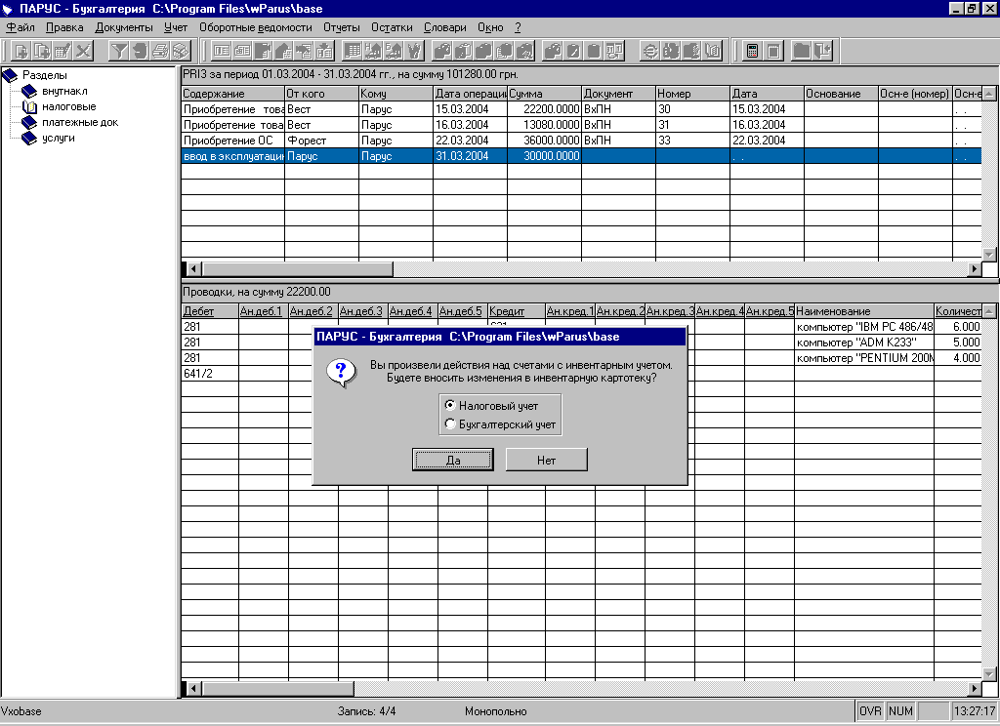 ПАРУС - Бухгалтерия C:\Program Files\wParus\base
Файл Правка Документы Учет Оборотные ведомости Отчеты Остатки Словари Окно ?
Разделы
внутнакл
налоговые
платежные док
услуги
PRI3 за период 01.03.2004 - 31.03.2004 гг., на сумму 101280.00 грн.
Содержание От кого Кому Дата операци Сумма Документ Номер Дата Основание Осн-е (номер) Осн-е
Приобретение това Вест Парус 15.03.2004 22200.0000 ВхПН 30 15.03.2004 . .
Приобретение това Вест Парус 16.03.2004 13080.0000 ВхПН 31 16.03.2004 . .
Приобретение ОС Форест Парус 22.03.2004 36000.0000 ВхПН 33 22.03.2004 . .
ввод в эксплуатаци Парус Парус 31.03.2004 30000.0000 . . . .
Проводки, на сумму 22200.00
Дебет Ан.деб.1 Ан.деб.2 Ан.деб.3 Ан.деб.4 Ан.деб.5 Кредит Ан.кред.1 Ан.кред.2 Ан.кред.3 Ан.кред.4 Ан.кред.5 Наименование Количест
281 компьютер "IBM PC 486/48 6.000
281 компьютер "ADM K233" 5.000
281 компьютер "PENTIUM 200M 4.000
641/2
ПАРУС - Бухгалтерия C:\Program Files\wParus\base
Вы произвели действия над счетами с инвентарным учетом.
Будете вносить изменения в инвентарную картотеку?
Налоговый учет
Бухгалтерский учет
Да Нет
Vxobase Запись: 4/4 Монопольно OVR NUM 13:27:17